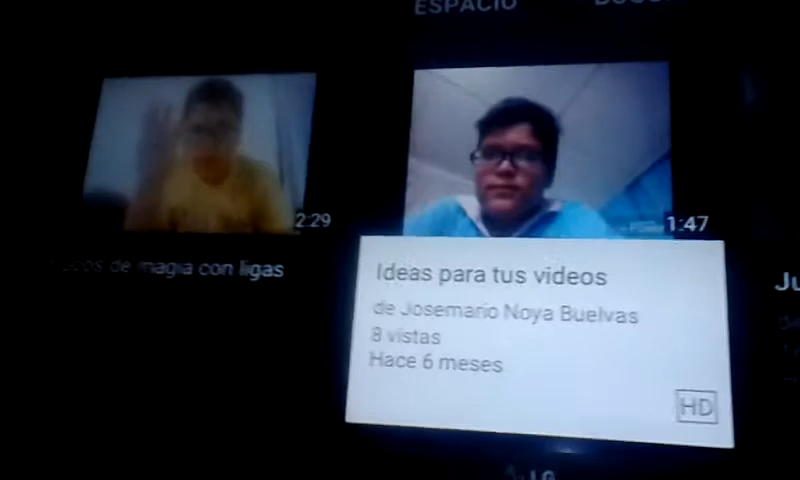 ESPACIO
2:29
de magia con ligas
1:47
Ideas para tus videos
de Josemario Noya Buelvas
8 vistas
Hace 6 meses
HD